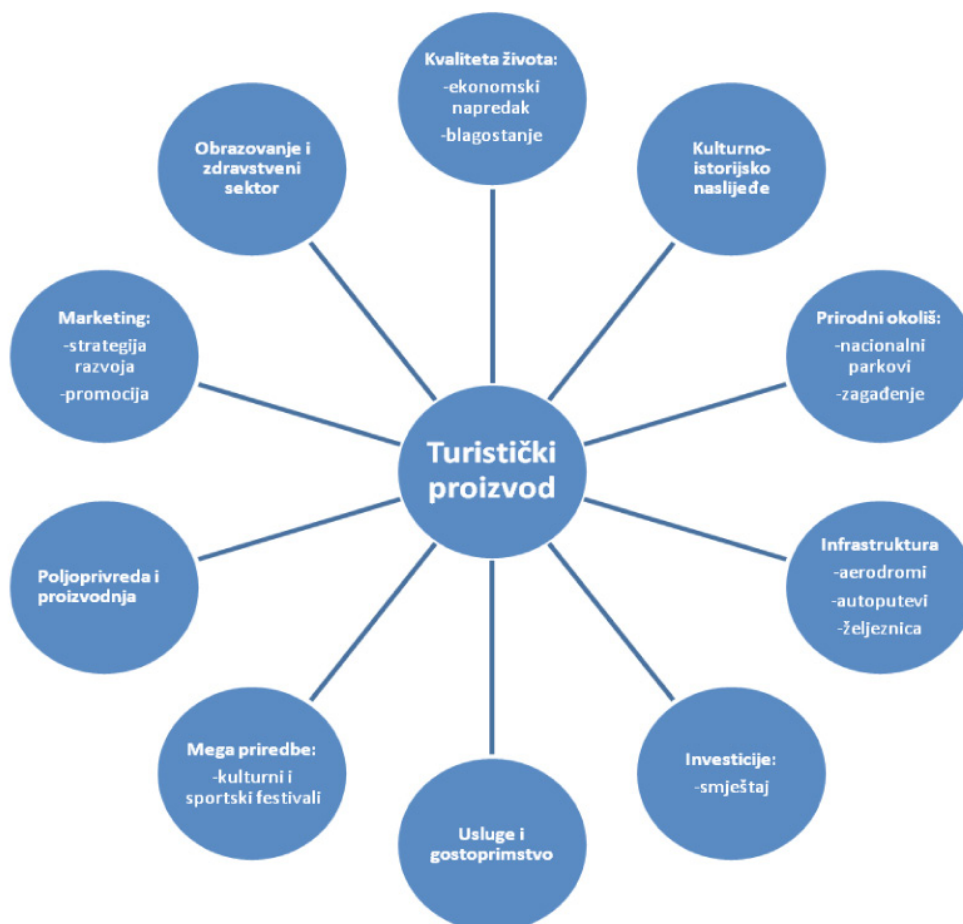 Kvaliteta života:
-ekonomski
napredak
-blagostanje
Kulturno-
istorijsko
naslijeđe
Prirodni okoliš:
-nacionalni
parkovi
-zagađenje
Infrastruktura
-aerodromi
-autoputevi
-željeznica
Investicije:
-smještaj
Usluge i
gostoprimstvo
Mega priredbe:
-kulturni i
sportski festivali
Poljoprivreda i
proizvodnja
Marketing:
-strategija
razvoja
-promocija
Obrazovanje i
zdravstveni
sektor
Turistički
proizvod